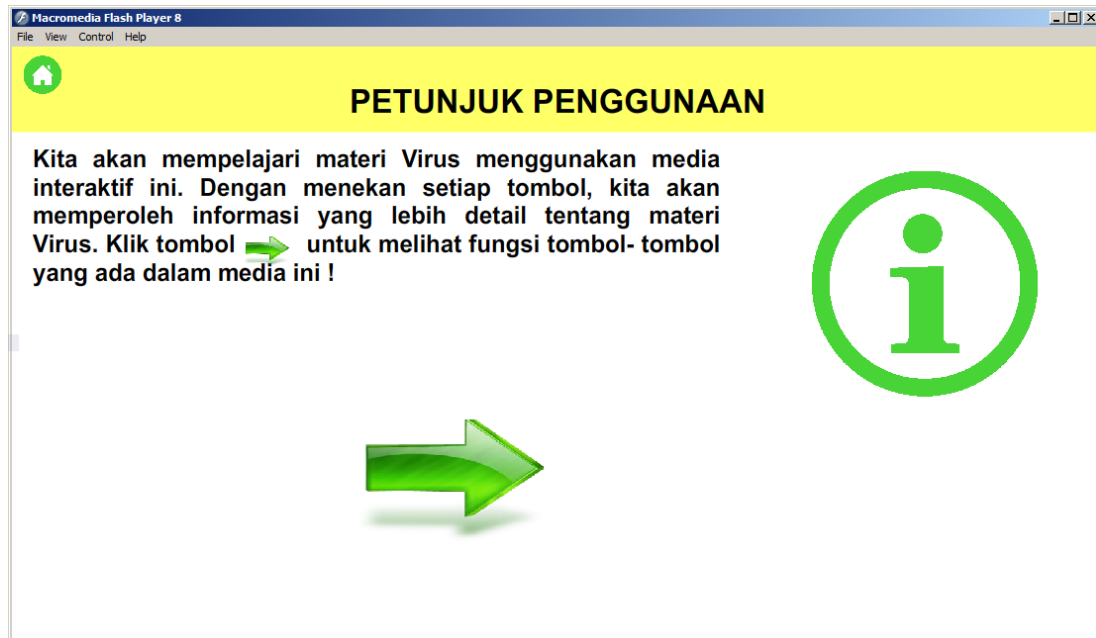 Macromedia Flash Player 8
File View Control Help
PETUNJUK PENGGUNAAN
Kita akan mempelajari materi Virus menggunakan media
interaktif ini. Dengan menekan setiap tombol, kita akan
memperoleh informasi yang lebih detail tentang materi
Virus. Klik tombol untuk melihat fungsi tombol- tombol
yang ada dalam media ini !